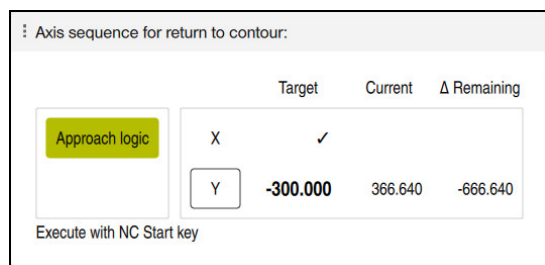 Axis sequence for return to contour:
Target Current Δ Remaining
Approach logic X ✓
Y -300.000 366.640 -666.640
Execute with NC Start key